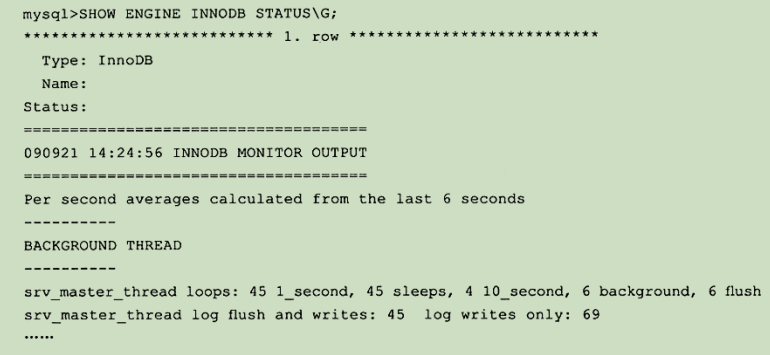 mysql>SHOW ENGINE INNODB STATUS\G;
*************************** 1. row ***************************
Type: InnoDB
Name:
Status:
=====================================
090921 14:24:56 INNODB MONITOR OUTPUT
=====================================
Per second averages calculated from the last 6 seconds
----------
BACKGROUND THREAD
----------
srv_master_thread loops: 45 1_second, 45 sleeps, 4 10_second, 6 background, 6 flush
srv_master_thread log flush and writes: 45 log writes only: 69
……